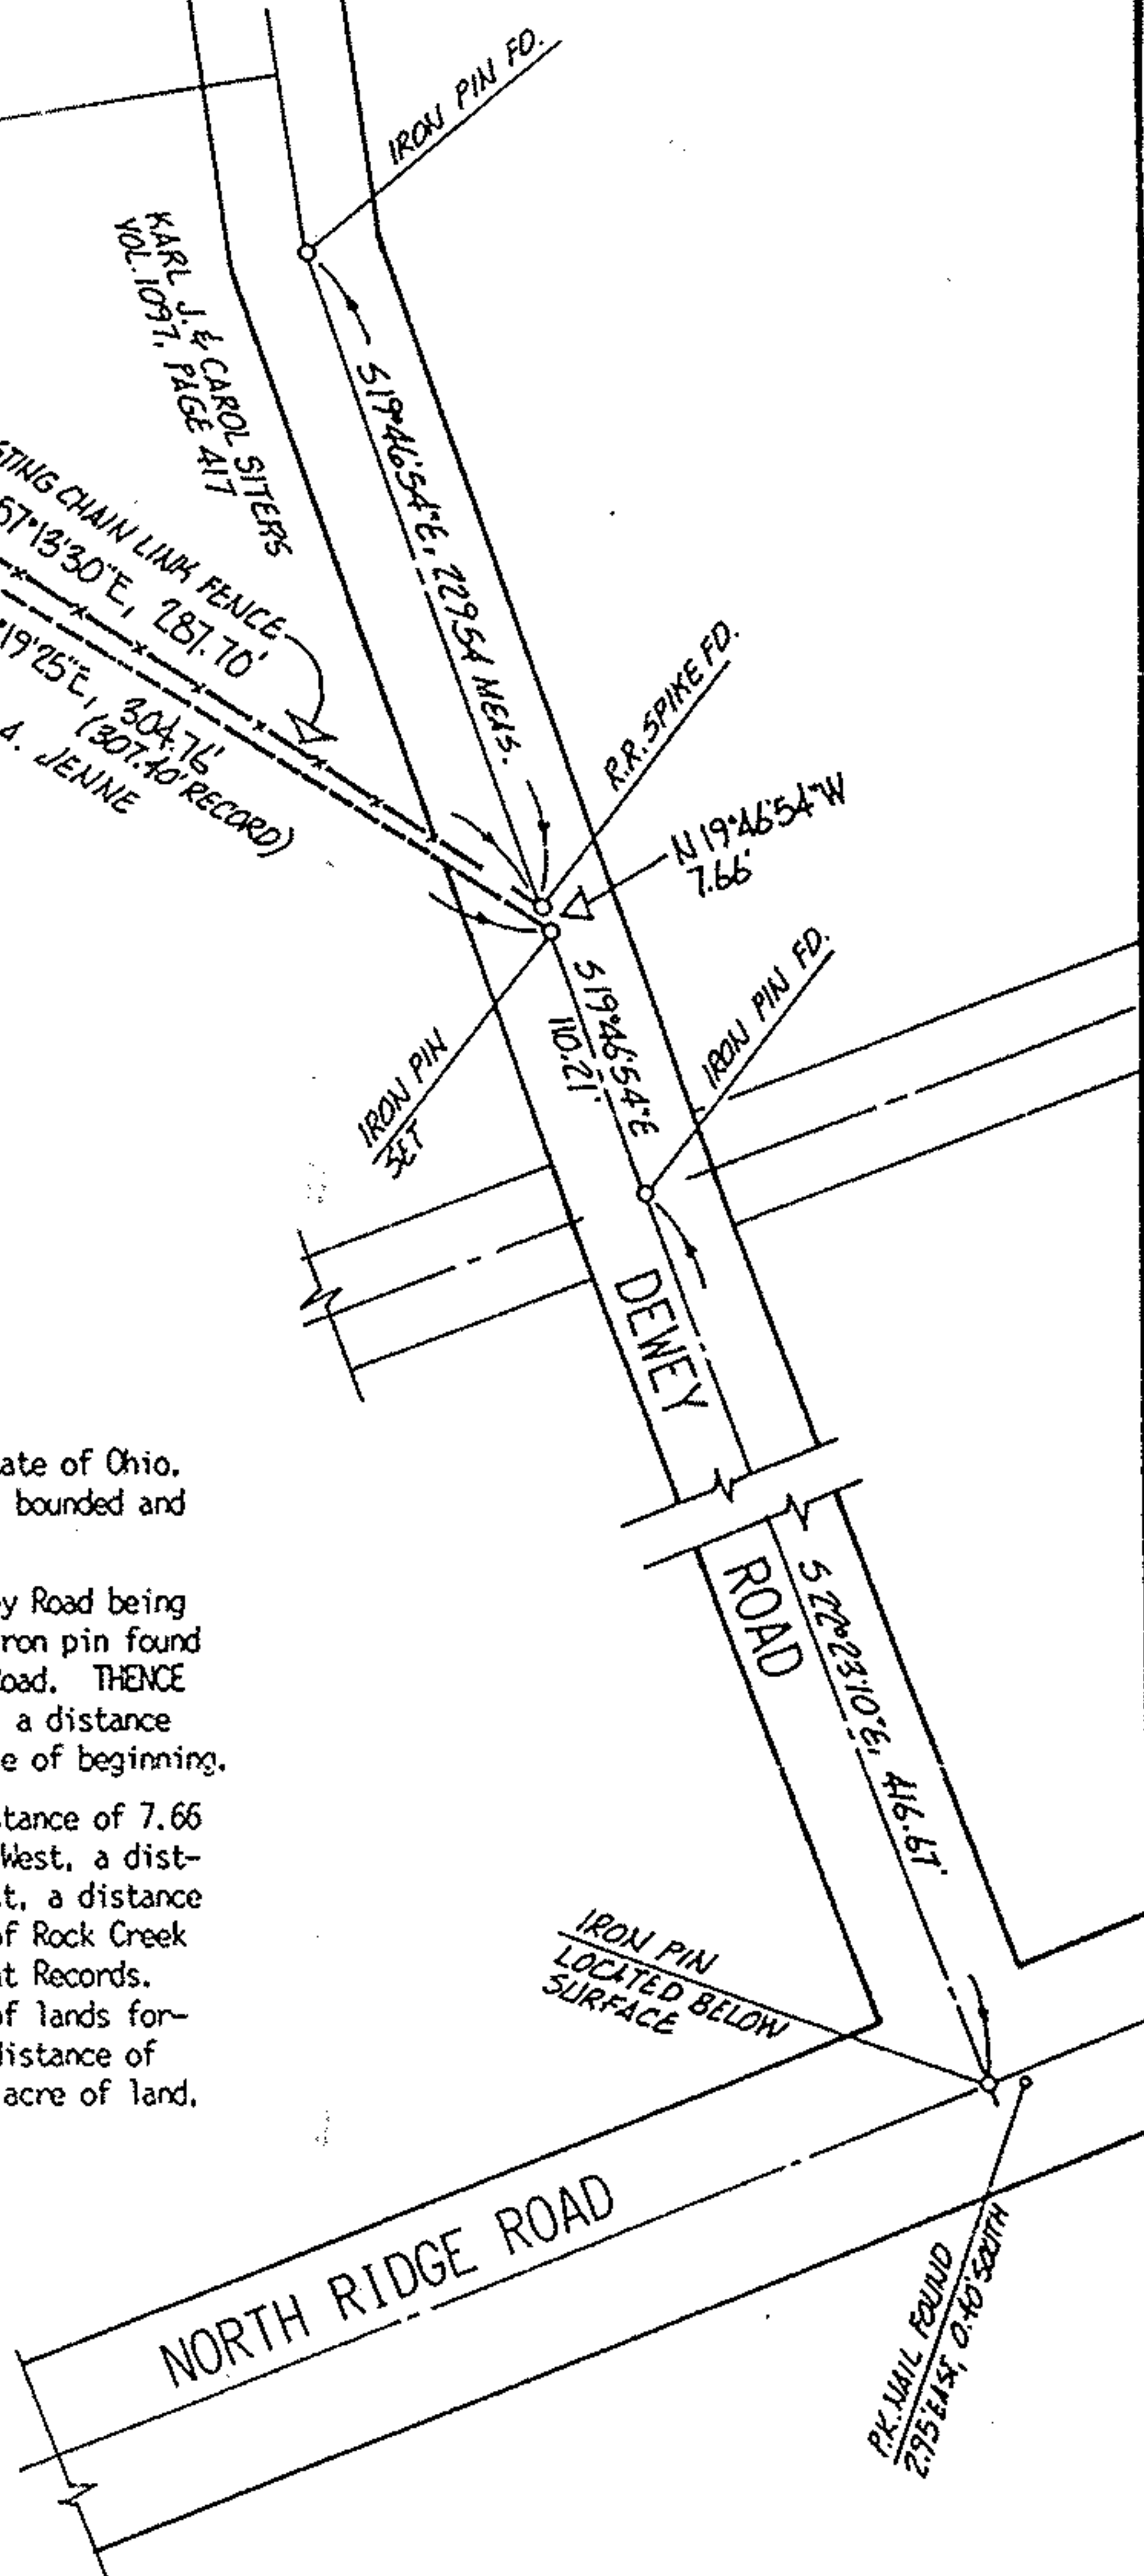 IRON PIN FD.
KARL J. & CAROL SITERS
VOL. 1097, PAGE 417
S19°46'54"E, 229.54 MEAS.
STING CHAIN LINK FENCE
57°13'30"E, 287.70'
°19'25"E, 304.76'
(307.40' RECORD)
A. JENNE
R.R. SPIKE FD.
N 19°46'54"W
7.66'
IRON PIN FD.
S19°46'54"E
110.21'
IRON PIN
SET
DEWEY
ROAD
S 22°23'10"E, 416.67'
ate of Ohio,
bounded and
y Road being
ron pin found
oad. THENCE
a distance
e of beginning.
tance of 7.66
West, a dist-
t, a distance
of Rock Creek
at Records.
of lands for-
distance of
acre of land,
IRON PIN
LOCATED BELOW
SURFACE
NORTH RIDGE ROAD
P.K. NAIL FOUND
2.95' EAST, 0.40' SOUTH